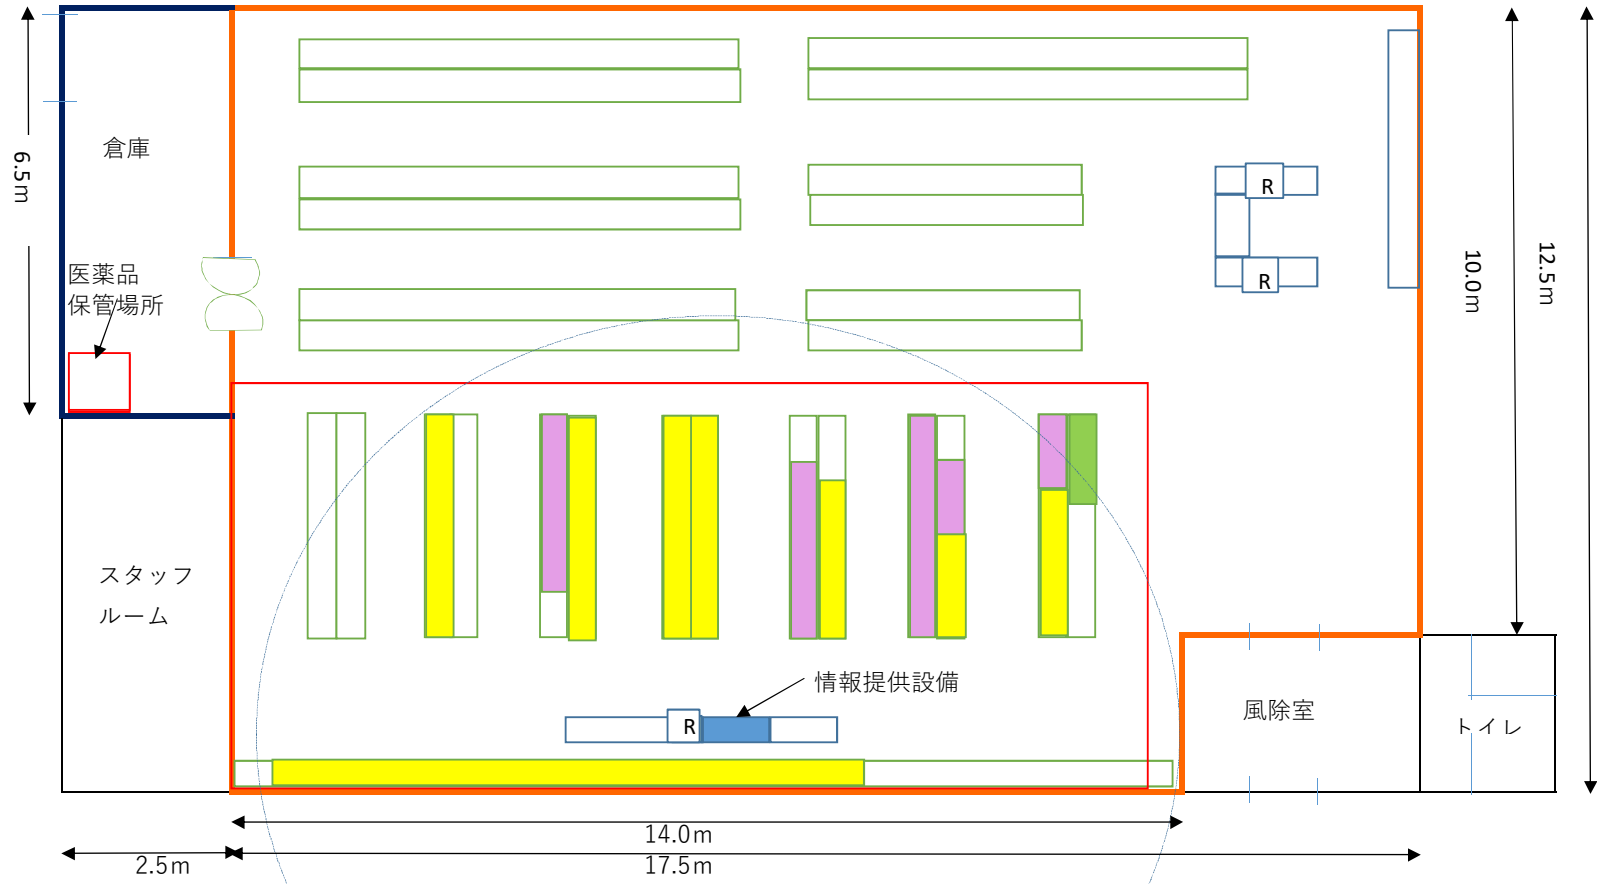 倉庫
6.5m
医薬品
保管場所
R
R
10.0m
12.5m
スタッフ
ルーム
情報提供設備
R
風除室
トイレ
14.0m
2.5m
17.5m